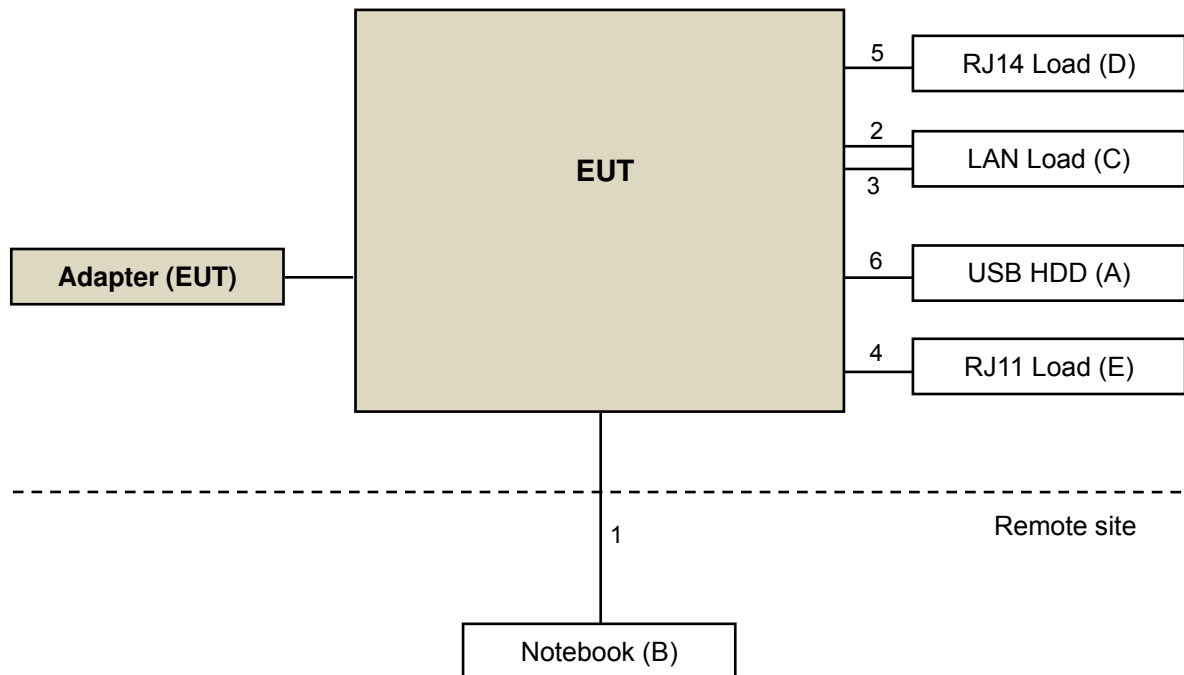 5
RJ14 Load (D)
2
LAN Load (C)
EUT
3
Adapter (EUT)
6
USB HDD (A)
4
RJ11 Load (E)
Remote site
1
Notebook (B)